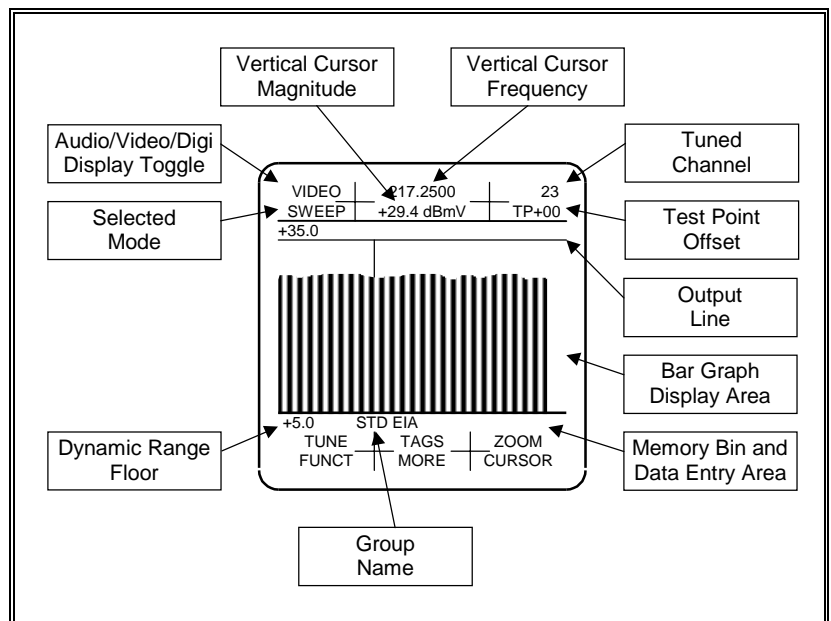 Vertical Cursor
Magnitude
Vertical Cursor
Frequency
Audio/Video/Digi
Display Toggle
Tuned
Channel
Selected
Mode
Test Point
Offset
VIDEO 217.2500 23
SWEEP +29.4 dBmV TP+00
+35.0
Output
Line
Bar Graph
Display Area
+5.0 STD EIA
TUNE TAGS ZOOM
FUNCT MORE CURSOR
Dynamic Range
Floor
Memory Bin and
Data Entry Area
Group
Name